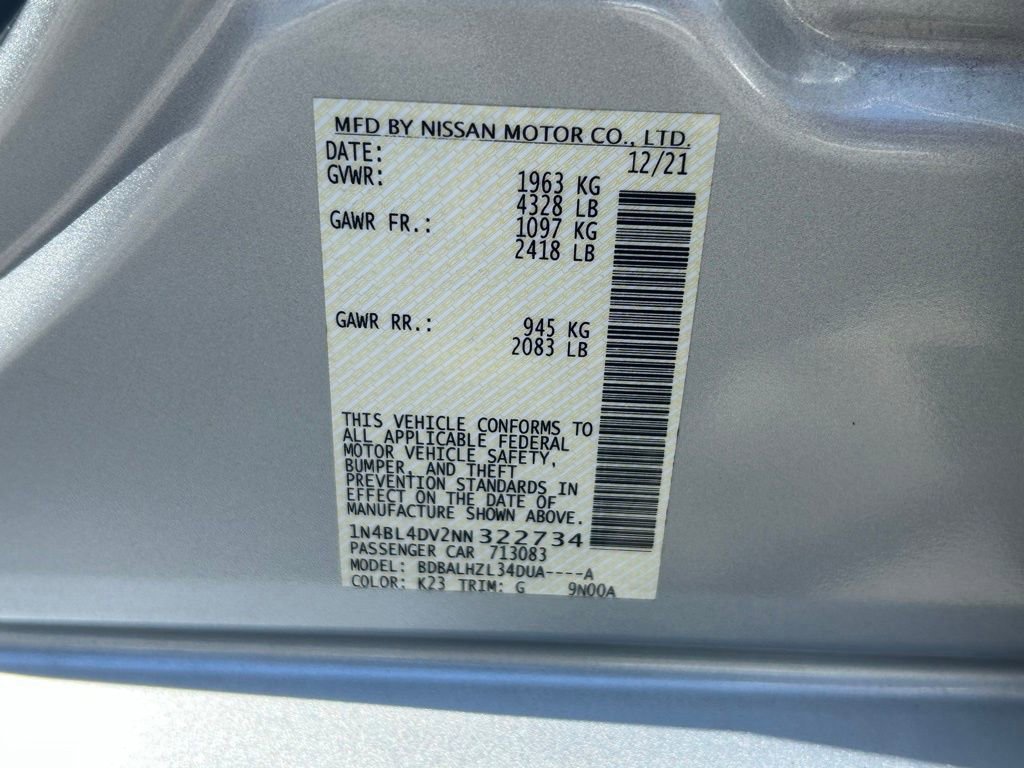 MFD BY NISSAN MOTOR CO., LTD.
DATE: 12/21
GVWR: 1963 KG
4328 LB
GAWR FR.: 1097 KG
2418 LB
GAWR RR.: 945 KG
2083 LB
THIS VEHICLE CONFORMS TO
ALL APPLICABLE FEDERAL
MOTOR VEHICLE SAFETY,
BUMPER, AND THEFT
PREVENTION STANDARDS IN
EFFECT ON THE DATE OF
MANUFACTURE SHOWN ABOVE.
1N4BL4DV2NN322734
PASSENGER CAR 713083
MODEL: BDBALHZL34DUA----A
COLOR: K23 TRIM: G 9N00A